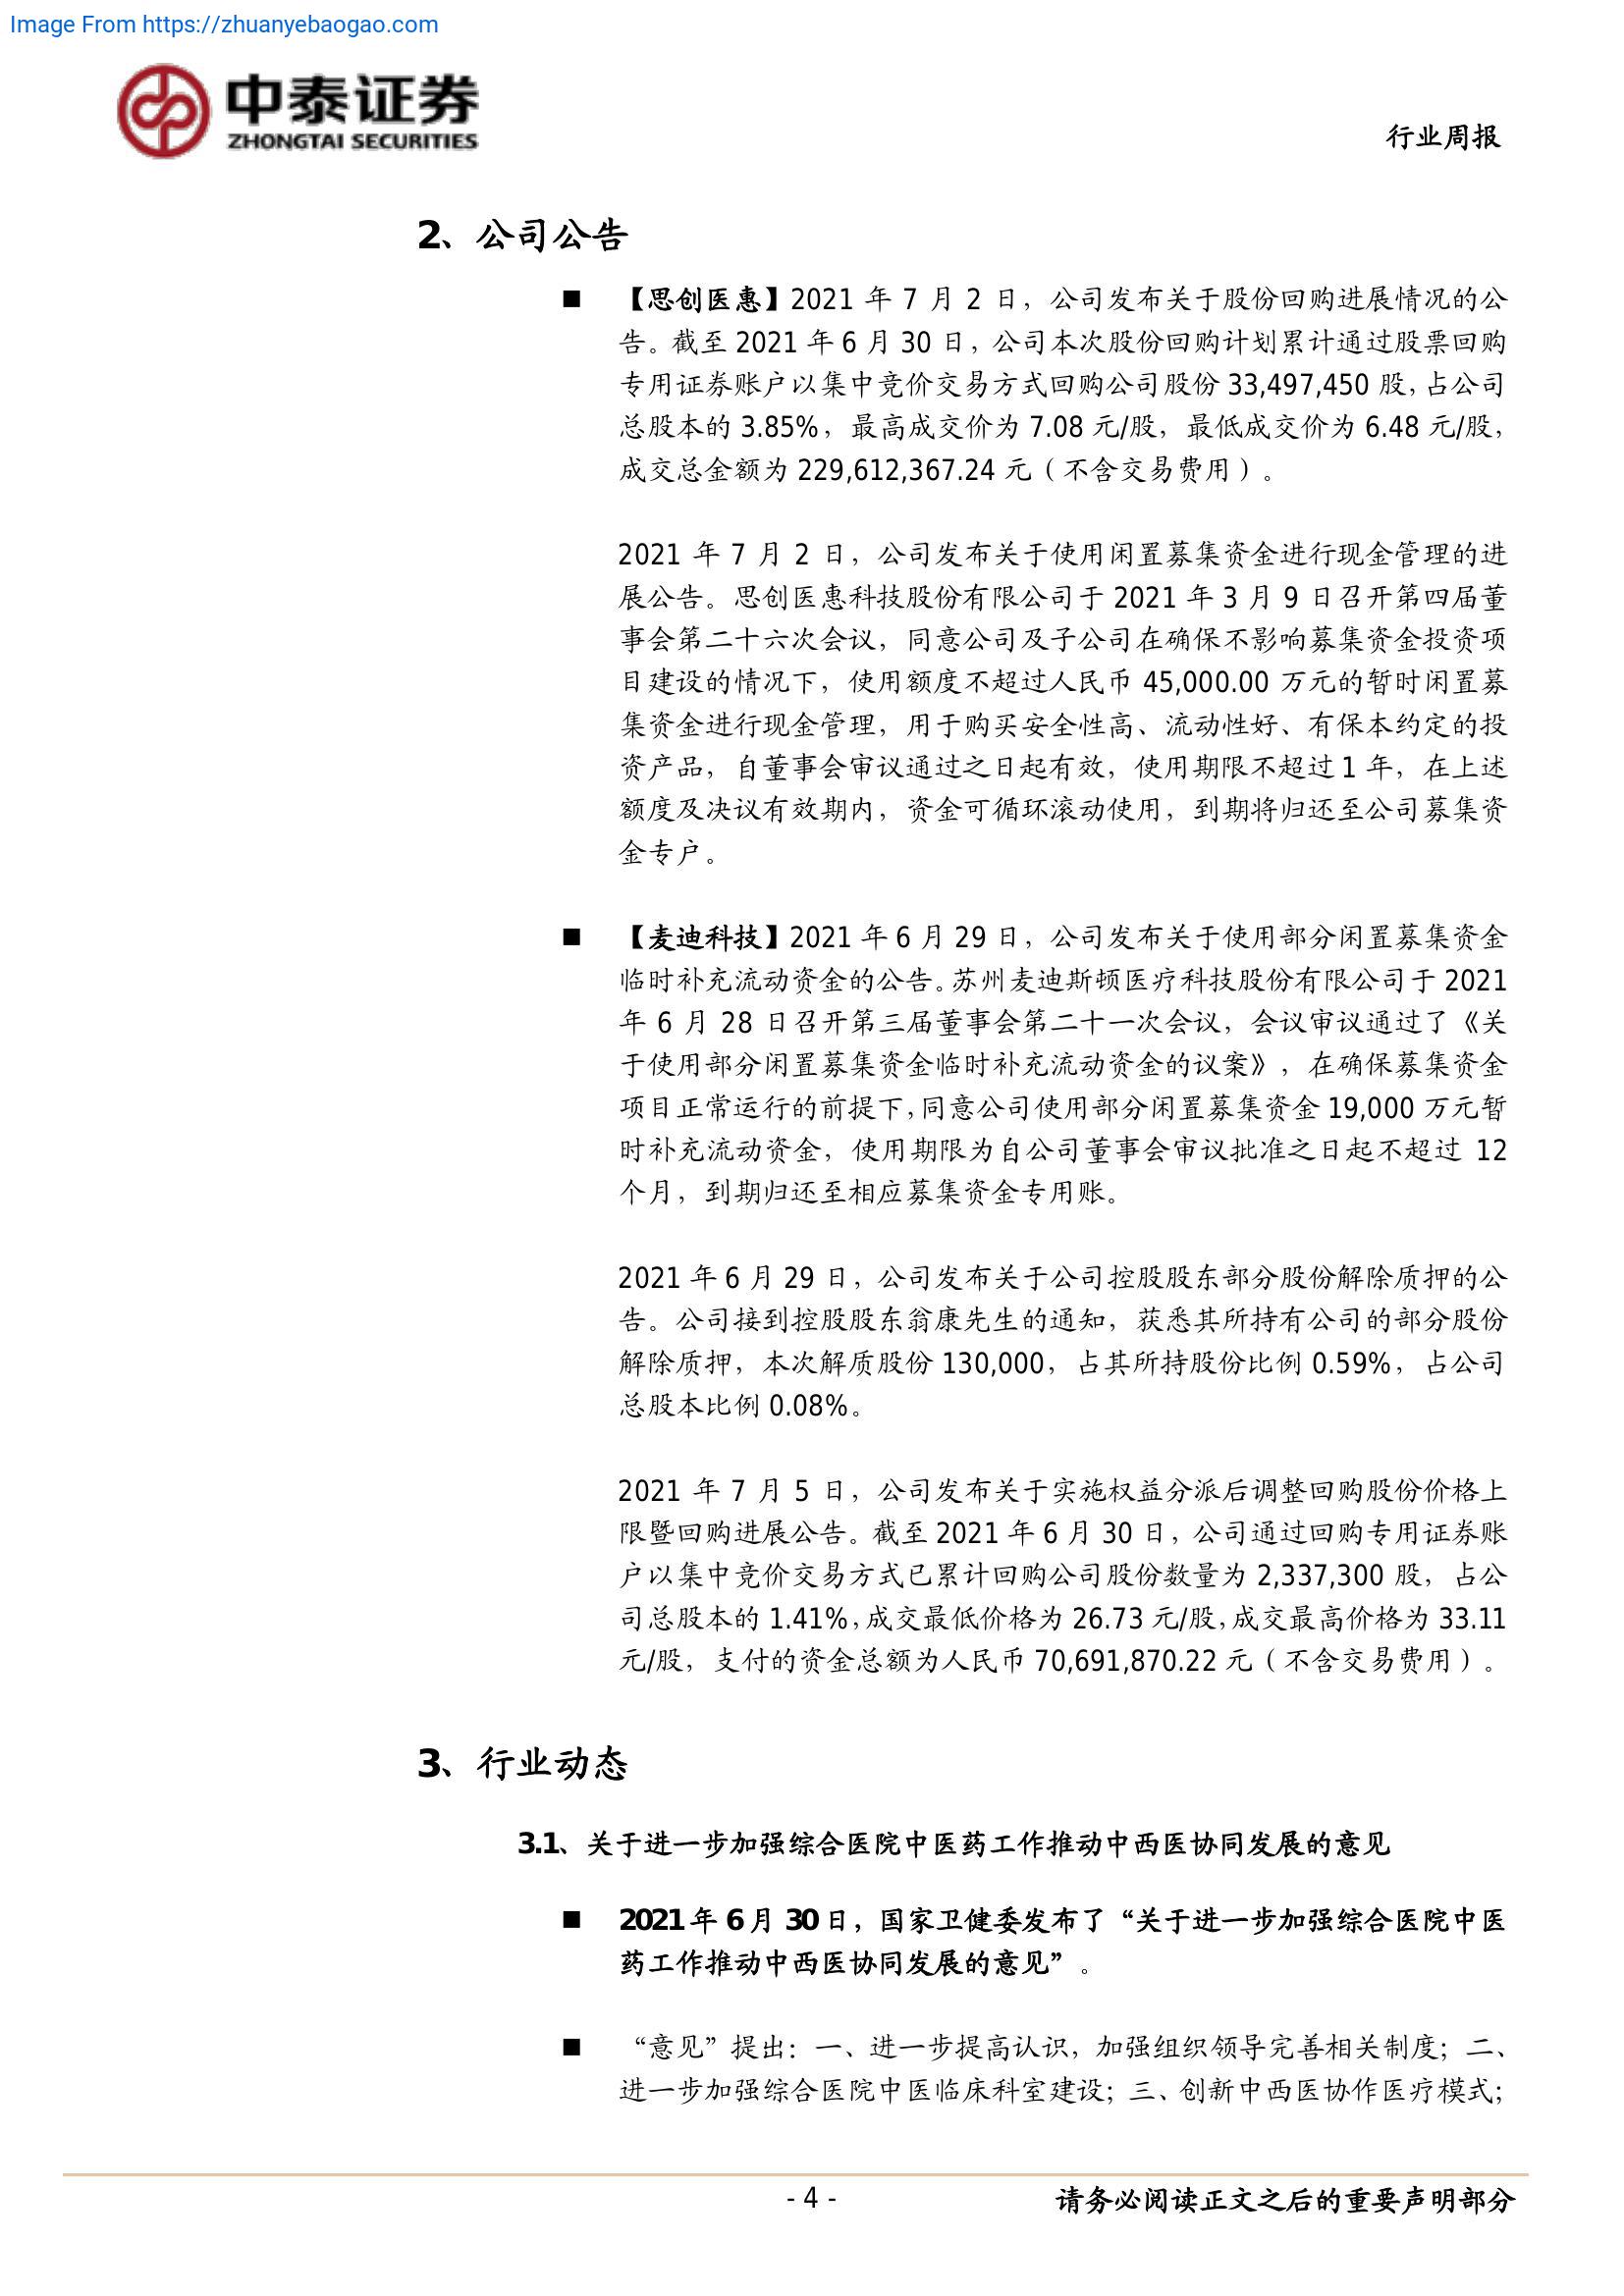 Image From https://zhuanyebaogao.com
中泰证券
ZHONGTAI SECURITIES
行业周报
2、公司公告
■ 【思创医惠】2021 年 7 月 2 日，公司发布关于股份回购进展情况的公
告。截至 2021 年 6 月 30 日，公司本次股份回购计划累计通过股票回购
专用证券账户以集中竞价交易方式回购公司股份 33,497,450 股，占公司
总股本的 3.85%，最高成交价为 7.08 元/股，最低成交价为 6.48 元/股，
成交总金额为 229,612,367.24 元（不含交易费用）。
2021 年 7 月 2 日，公司发布关于使用闲置募集资金进行现金管理的进
展公告。思创医惠科技股份有限公司于 2021 年 3 月 9 日召开第四届董
事会第二十六次会议，同意公司及子公司在确保不影响募集资金投资项
目建设的情况下，使用额度不超过人民币 45,000.00 万元的暂时闲置募
集资金进行现金管理，用于购买安全性高、流动性好、有保本约定的投
资产品，自董事会审议通过之日起有效，使用期限不超过 1 年，在上述
额度及决议有效期内，资金可循环滚动使用，到期将归还至公司募集资
金专户。
■ 【麦迪科技】2021 年 6 月 29 日，公司发布关于使用部分闲置募集资金
临时补充流动资金的公告。苏州麦迪斯顿医疗科技股份有限公司于 2021
年 6 月 28 日召开第三届董事会第二十一次会议，会议审议通过了《关
于使用部分闲置募集资金临时补充流动资金的议案》，在确保募集资金
项目正常运行的前提下，同意公司使用部分闲置募集资金 19,000 万元暂
时补充流动资金，使用期限为自公司董事会审议批准之日起不超过 12
个月，到期归还至相应募集资金专用账。
2021 年 6 月 29 日，公司发布关于公司控股股东部分股份解除质押的公
告。公司接到控股股东翁康先生的通知，获悉其所持有公司的部分股份
解除质押，本次解质股份 130,000，占其所持股份比例 0.59%，占公司
总股本比例 0.08%。
2021 年 7 月 5 日，公司发布关于实施权益分派后调整回购股份价格上
限暨回购进展公告。截至 2021 年 6 月 30 日，公司通过回购专用证券账
户以集中竞价交易方式已累计回购公司股份数量为 2,337,300 股，占公
司总股本的 1.41%，成交最低价格为 26.73 元/股，成交最高价格为 33.11
元/股，支付的资金总额为人民币 70,691,870.22 元（不含交易费用）。
3、行业动态
3.1、关于进一步加强综合医院中医药工作推动中西医协同发展的意见
■ 2021 年 6 月 30 日，国家卫健委发布了“关于进一步加强综合医院中医
药工作推动中西医协同发展的意见”。
■ “意见”提出：一、进一步提高认识，加强组织领导完善相关制度；二、
进一步加强综合医院中医临床科室建设；三、创新中西医协作医疗模式；
- 4 -
请务必阅读正文之后的重要声明部分